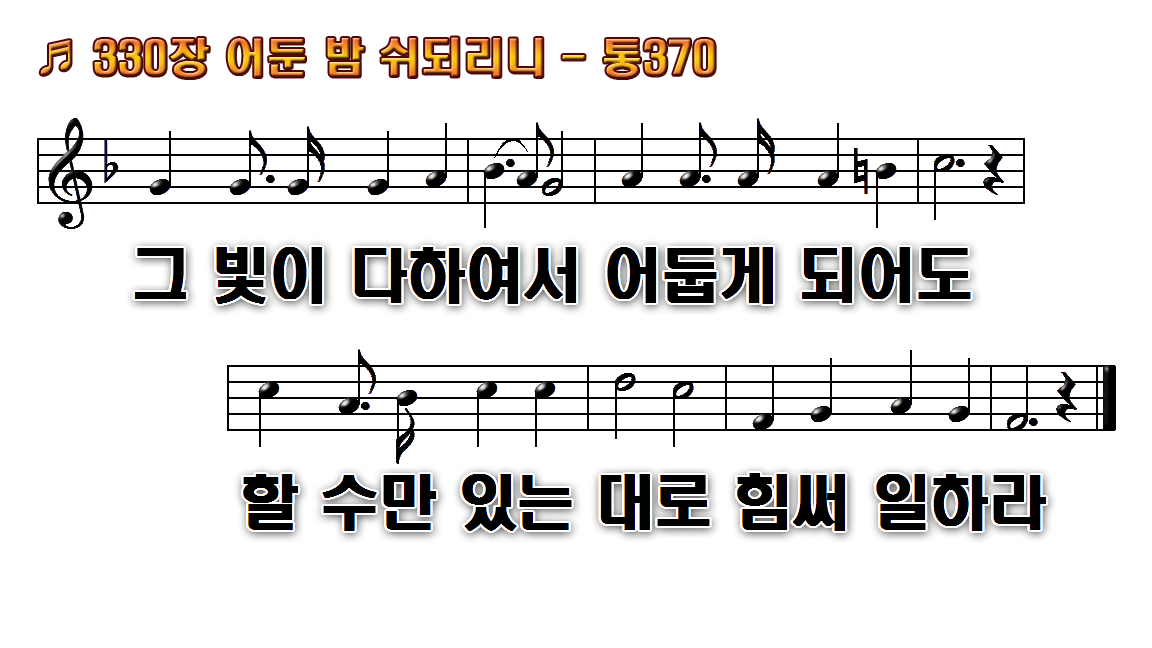 ♬ 330장 어둔 밤 쉬되리니 - 통370
그 빛이 다하여서 어둡게 되어도
할 수만 있는 대로 힘써 일하라